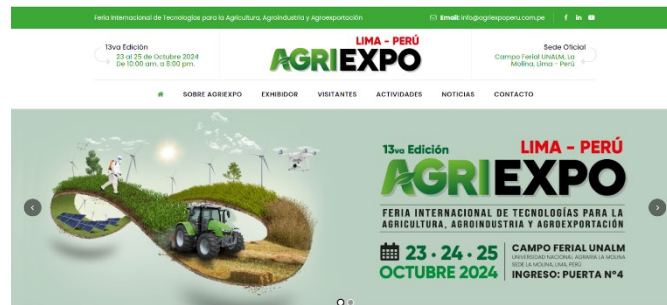 Feria Internacional de Tecnologías para la Agricultura, Agroindustria y Agroexportación
Email: info@agriexpoperu.com.pe
13va Edición
23 al 25 de Octubre 2024
De 10:00 am. a 8:00 pm.
LIMA - PERÚ
AGRIEXPO
Sede Oficial
Campo Ferial UNALM, La
Molina, Lima - Perú
SOBRE AGRIEXPO EXHIBIDOR VISITANTES ACTIVIDADES NOTICIAS CONTACTO
13va Edición
LIMA - PERÚ
AGRIEXPO
FERIA INTERNACIONAL DE TECNOLOGÍAS PARA LA
AGRICULTURA, AGROINDUSTRIA Y AGROEXPORTACIÓN
23 - 24 - 25
OCTUBRE 2024
CAMPO FERIAL UNALM
UNIVERSIDAD NACIONAL AGRARIA LA MOLINA
SEDE LA MOLINA, LIMA, PERÚ
INGRESO: PUERTA Nº4